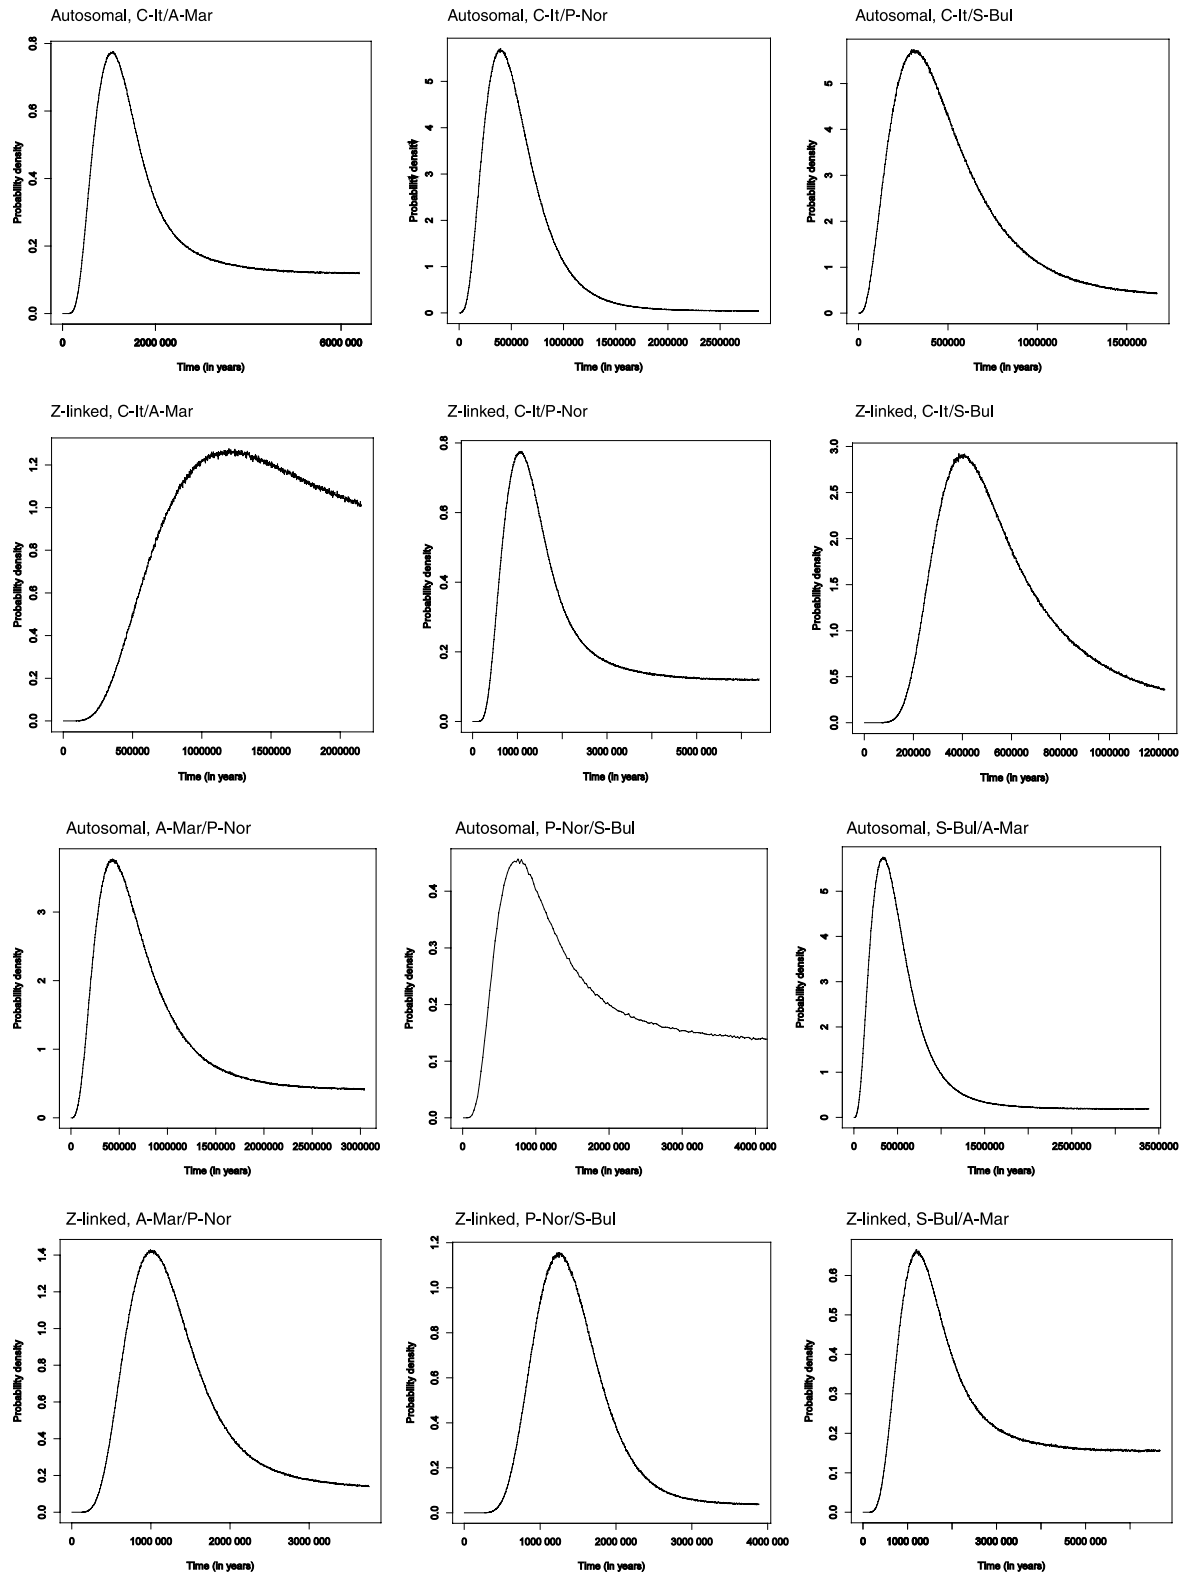 Autosomal, C-It/A-Mar
Autosomal, C-It/P-Nor
Autosomal, C-It/S-Bul
Probability density
0.0 0.2 0.4 0.6 0.8
0 2000 000 6000 000
Time (in years)
Probability density
0 1 2 3 4 5
0 500000 1000000 1500000 2000000 2500000
Time (in years)
Probability density
0 1 2 3 4 5
0 500000 1000000 1500000
Time (in years)
Z-linked, C-It/A-Mar
Z-linked, C-It/P-Nor
Z-linked, C-It/S-Bul
Probability density
0.0 0.2 0.4 0.6 0.8 1.0 1.2
0 500000 1000000 1500000 2000000
Time (in years)
Probability density
0.0 0.2 0.4 0.6 0.8
0 1000 000 3000 000 5000 000
Time (in years)
Probability density
0.0 0.5 1.0 1.5 2.0 2.5 3.0
0 200000 400000 600000 800000 1000000 1200000
Time (in years)
Autosomal, A-Mar/P-Nor
Autosomal, P-Nor/S-Bul
Autosomal, S-Bul/A-Mar
Probability density
0 1 2 3
0 500000 1000000 1500000 2000000 2500000 3000000
Time (in years)
Probability density
0.0 0.1 0.2 0.3 0.4
0 1000 000 2000 000 3000 000 4000 000
Time (in years)
Probability density
0 1 2 3 4 5
0 500000 1500000 2500000 3500000
Time (in years)
Z-linked, A-Mar/P-Nor
Z-linked, P-Nor/S-Bul
Z-linked, S-Bul/A-Mar
Probability density
0.0 0.2 0.4 0.6 0.8 1.0 1.2 1.4
0 1000 000 2000 000 3000 000
Time (in years)
Probability density
0.0 0.2 0.4 0.6 0.8 1.0 1.2
0 1000 000 2000 000 3000 000 4000 000
Time (in years)
Probability density
0.0 0.1 0.2 0.3 0.4 0.5 0.6
0 1000 000 3000 000 5000 000
Time (in years)